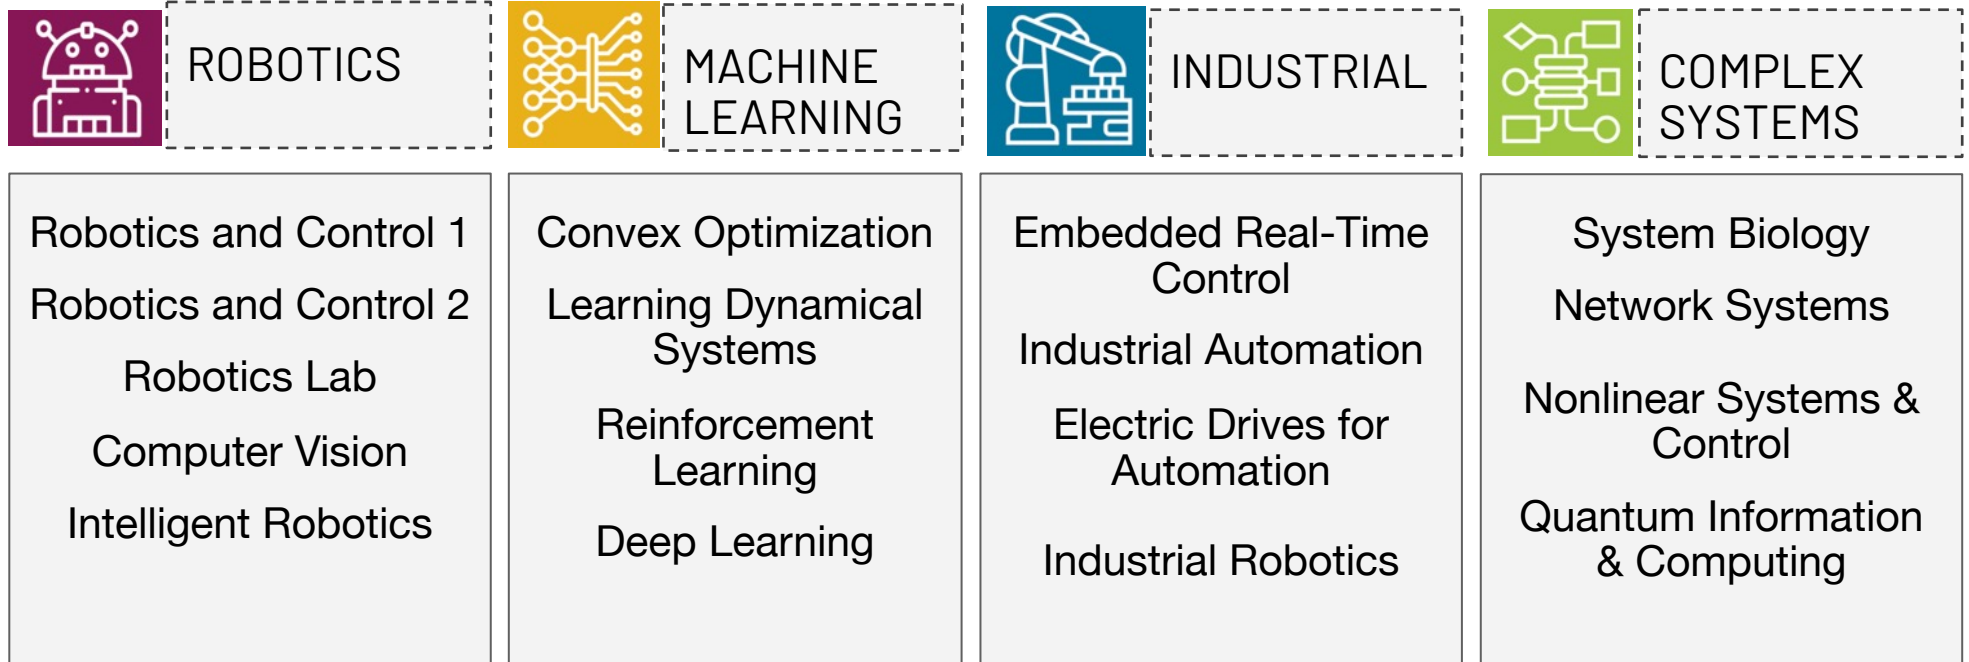 ROBOTICS
Robotics and Control 1
Robotics and Control 2
Robotics Lab
Computer Vision
Intelligent Robotics
MACHINE
LEARNING
Convex Optimization
Learning Dynamical
Systems
Reinforcement
Learning
Deep Learning
INDUSTRIAL
Embedded Real-Time
Control
Industrial Automation
Electric Drives for
Automation
Industrial Robotics
COMPLEX
SYSTEMS
System Biology
Network Systems
Nonlinear Systems &
Control
Quantum Information
& Computing